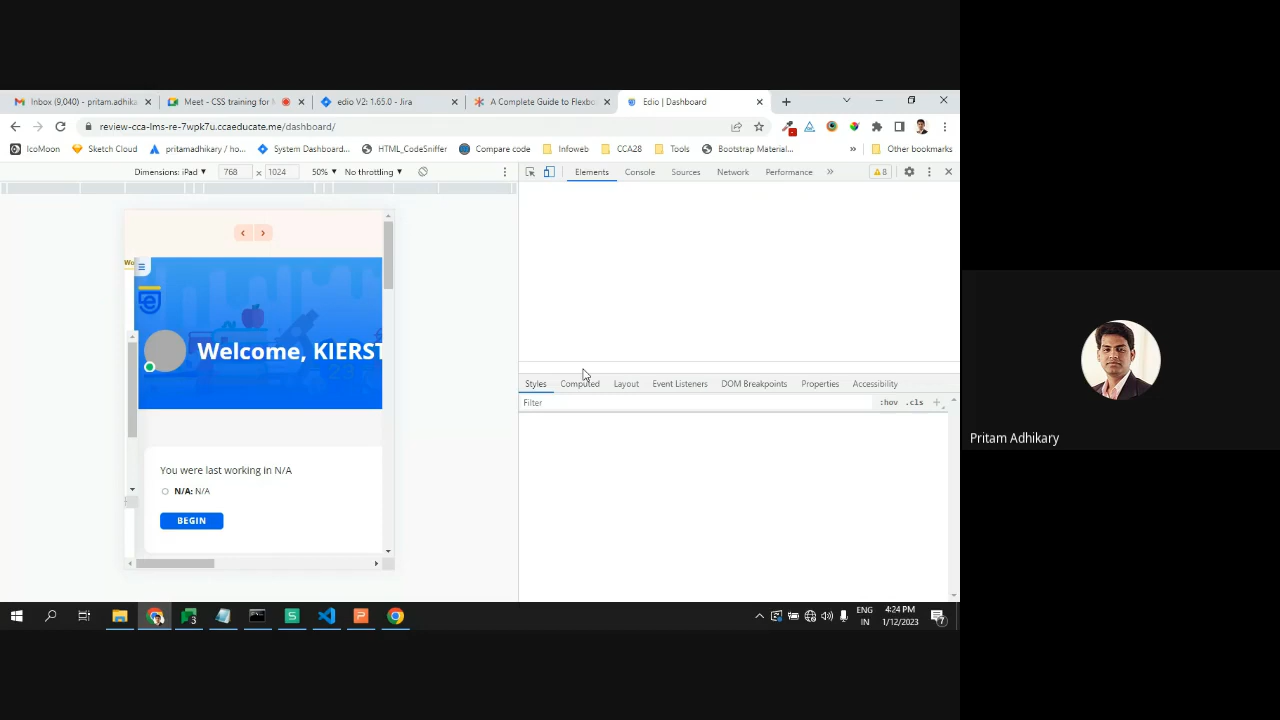 Inbox (9,040) - pritam.adhika
Meet - CSS training for M
edio V2: 1.65.0 - Jira
A Complete Guide to Flexbo
Edio | Dashboard
review-cca-lms-re-7wpk7u.ccaeducate.me/dashboard/
IcoMoon
Sketch Cloud
pritamadhikary / ho...
System Dashboard...
HTML_CodeSniffer
Compare code
Infoweb
CCA28
Tools
Bootstrap Material...
»
Other bookmarks
Dimensions: iPad ▼ 768 x 1024 50% ▼ No throttling ▼
Elements Console Sources Network Performance » 8
Wo
Welcome, KIERST
You were last working in N/A
N/A: N/A
BEGIN
Styles Computed Layout Event Listeners DOM Breakpoints Properties Accessibility
Filter
:hov .cls +
Pritam Adhikary
ENG
IN
4:24 PM
1/12/2023
7